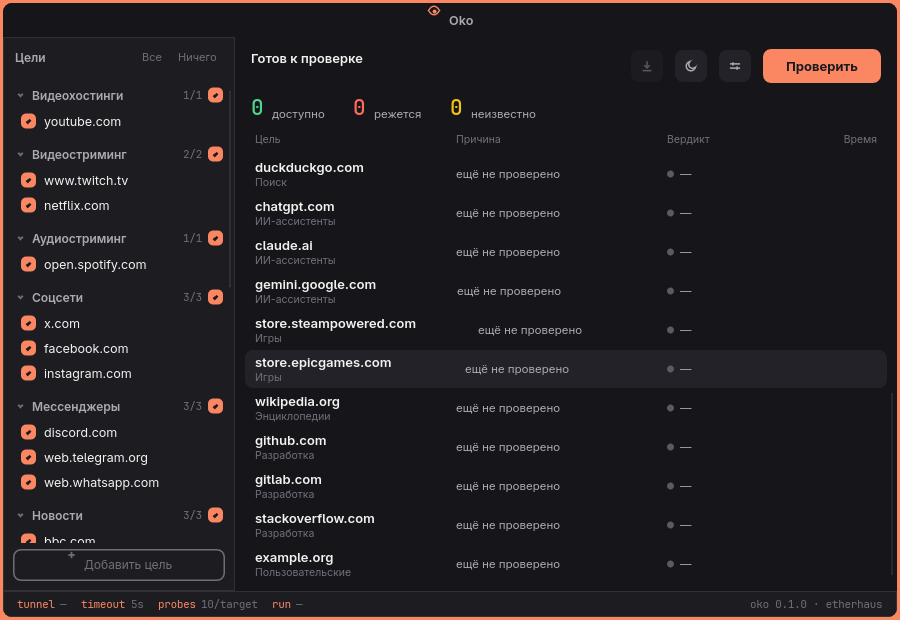 Oko
Цели Все Ничего
Видеохостинги 1/1
youtube.com
Видеостриминг 2/2
www.twitch.tv
netflix.com
Аудиостриминг 1/1
open.spotify.com
Соцсети 3/3
x.com
facebook.com
instagram.com
Мессенджеры 3/3
discord.com
web.telegram.org
web.whatsapp.com
Новости 3/3
bbc.com
+ Добавить цель
Готов к проверке
Проверить
0 доступно 0 режется 0 неизвестно
Цель Причина Вердикт Время
duckduckgo.com ещё не проверено —
Поиск
chatgpt.com ещё не проверено —
ИИ-ассистенты
claude.ai ещё не проверено —
ИИ-ассистенты
gemini.google.com ещё не проверено —
ИИ-ассистенты
store.steampowered.com ещё не проверено —
Игры
store.epicgames.com ещё не проверено —
Игры
wikipedia.org ещё не проверено —
Энциклопедии
github.com ещё не проверено —
Разработка
gitlab.com ещё не проверено —
Разработка
stackoverflow.com ещё не проверено —
Разработка
example.org ещё не проверено —
Пользовательские
tunnel — timeout 5s probes 10/target run — oko 0.1.0 · etherhaus